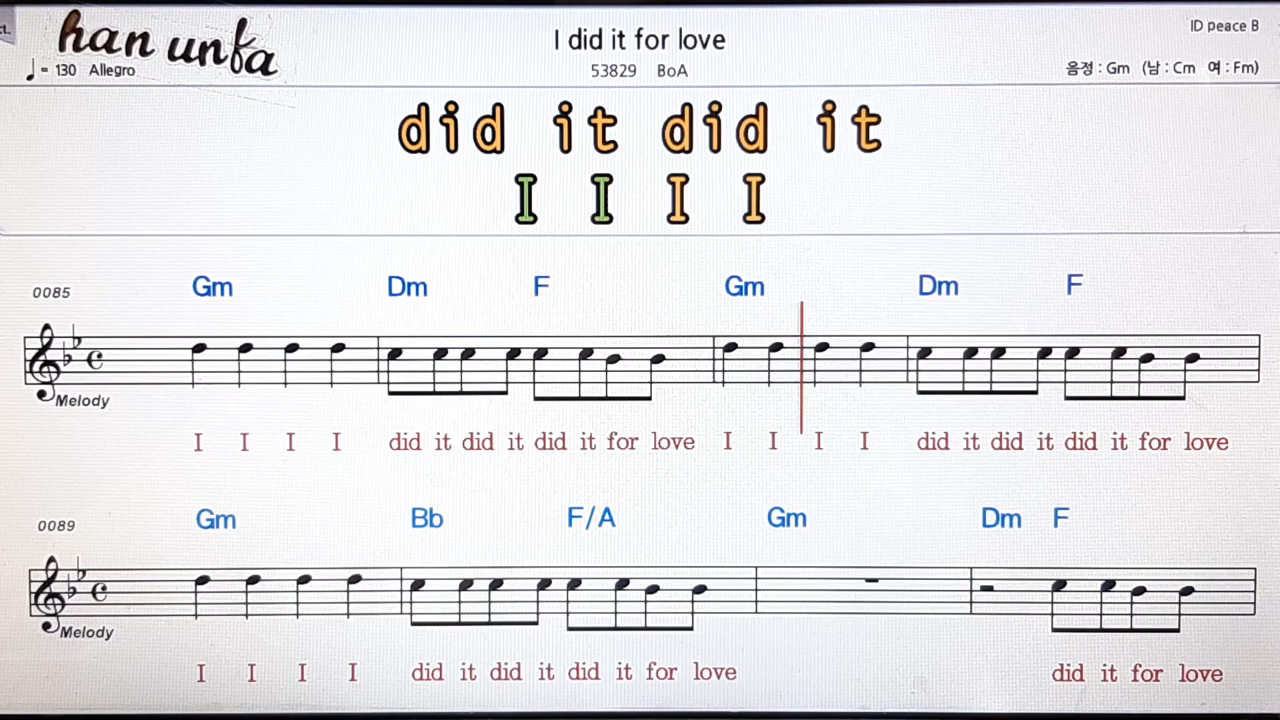 han unfa
I did it for love
ID peace B
= 130 Allegro
53829 BoA
음정 : Gm (남 : Cm 여 : Fm)
did it did it
I I I I
0085
Gm Dm F Gm Dm F
Melody
I I I I did it did it did it for love I I I I did it did it did it for love
0089
Gm Bb F/A Gm Dm F
Melody
I I I I did it did it did it for love did it for love